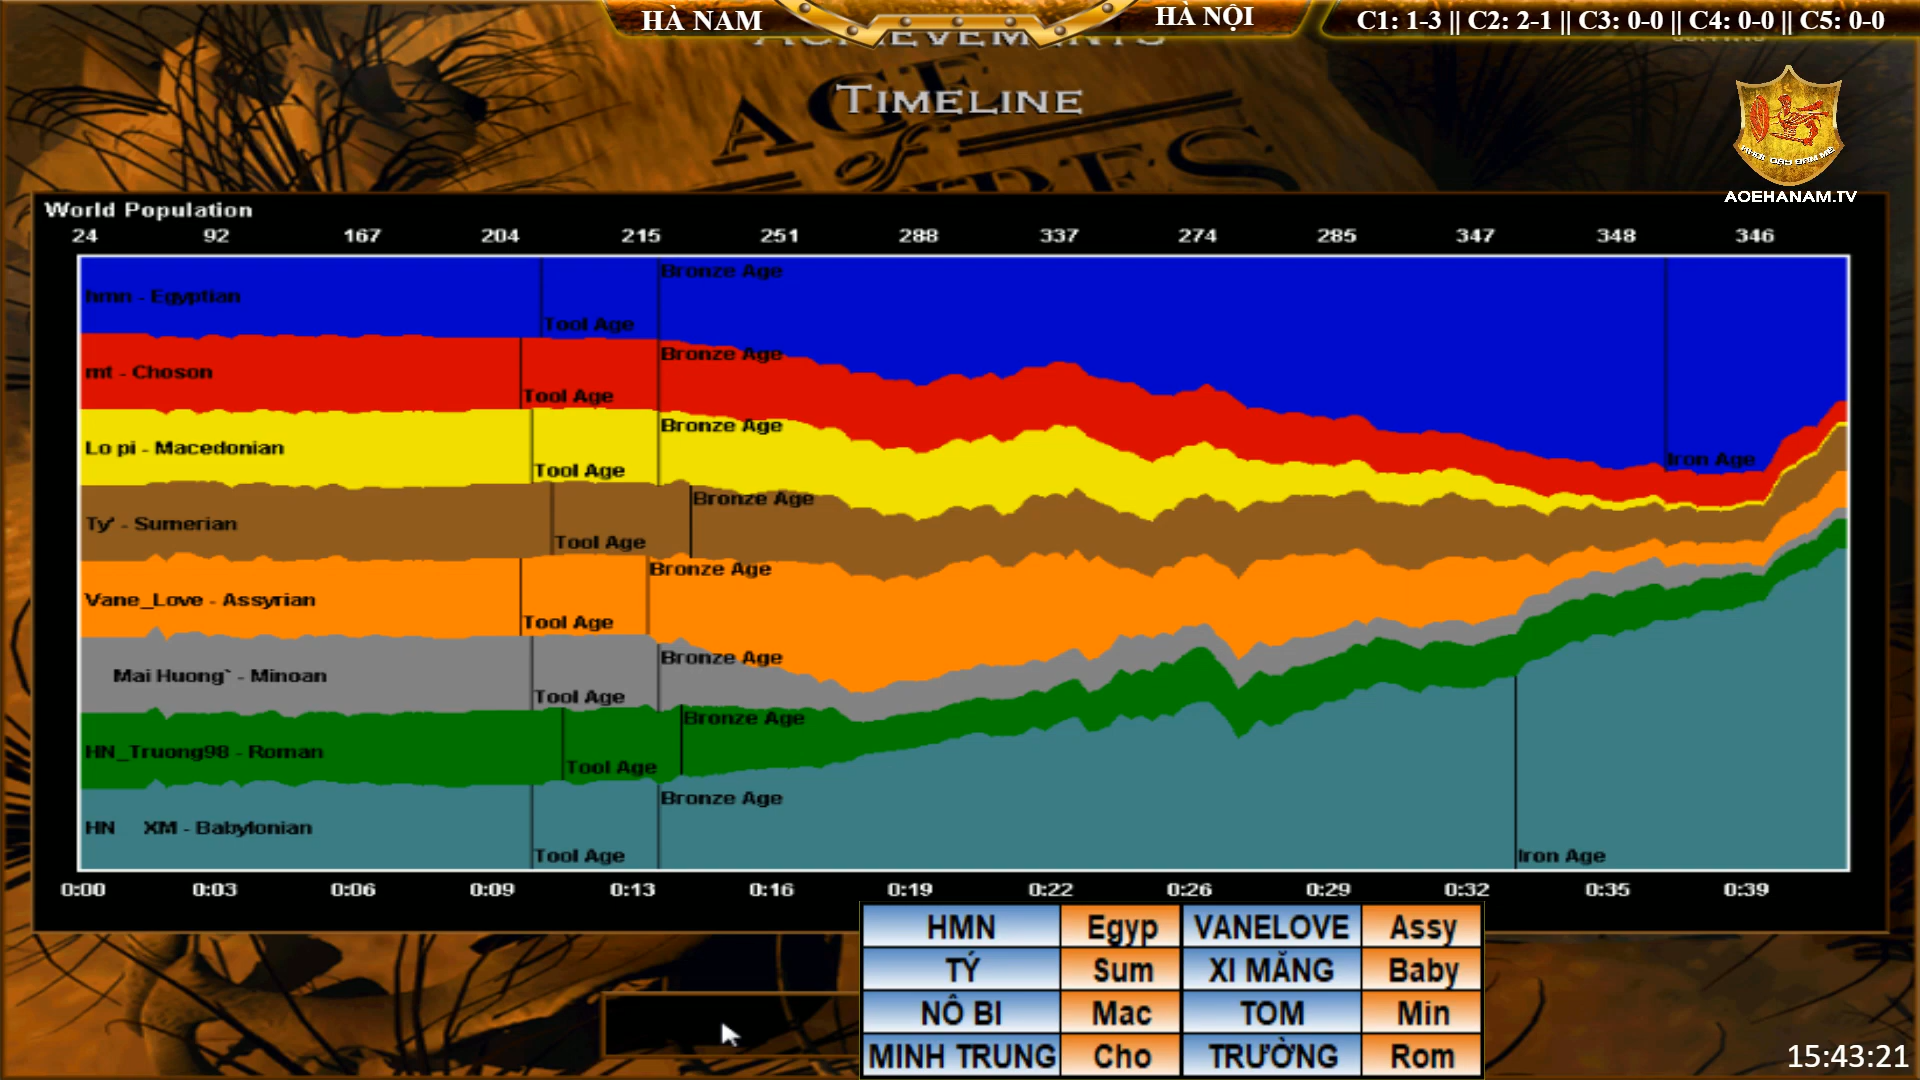 HÀ NAM
HÀ NỘI
C1: 1-3 || C2: 2-1 || C3: 0-0 || C4: 0-0 || C5: 0-0
ACHIEVEMENTS
TIMELINE
AGE
of
AOEHANAM.TV
World Population
24 92 167 204 215 251 288 337 274 285 347 348 346
Bronze Age
hmn - Egyptian
Tool Age
Bronze Age
mt - Choson
Tool Age
Bronze Age
Lo pi - Macedonian
Iron Age
Tool Age
Bronze Age
Ty' - Sumerian
Tool Age
Bronze Age
Vane_Love - Assyrian
Tool Age
Bronze Age
Mai Huong` - Minoan
Tool Age
Bronze Age
HN_Truong98 - Roman
Tool Age
Bronze Age
HN XM - Babylonian
Tool Age
Iron Age
0:00 0:03 0:06 0:09 0:13 0:16 0:19 0:22 0:26 0:29 0:32 0:35 0:39
HMN Egyp VANELOVE Assy
TÝ Sum XI MĂNG Baby
NÔ BI Mac TOM Min
MINH TRUNG Cho TRƯỜNG Rom
15:43:21